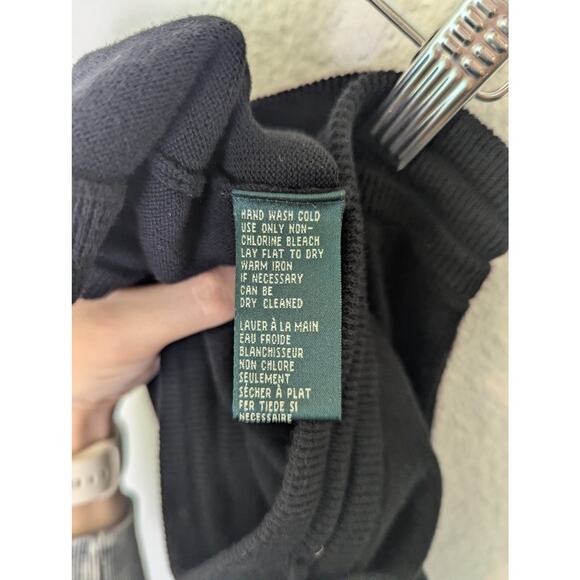 HAND WASH COLD
USE ONLY NON-
CHLORINE BLEACH
LAY FLAT TO DRY
WARM IRON
IF NECESSARY
CAN BE
DRY CLEANED
LAUER À LA MAIN
EAU FROIDE
BLANCHISSEUR
NON CHLORE
SEULEMENT
SÉCHER À PLAT
FER TIEDE SI
NECESSAIRE